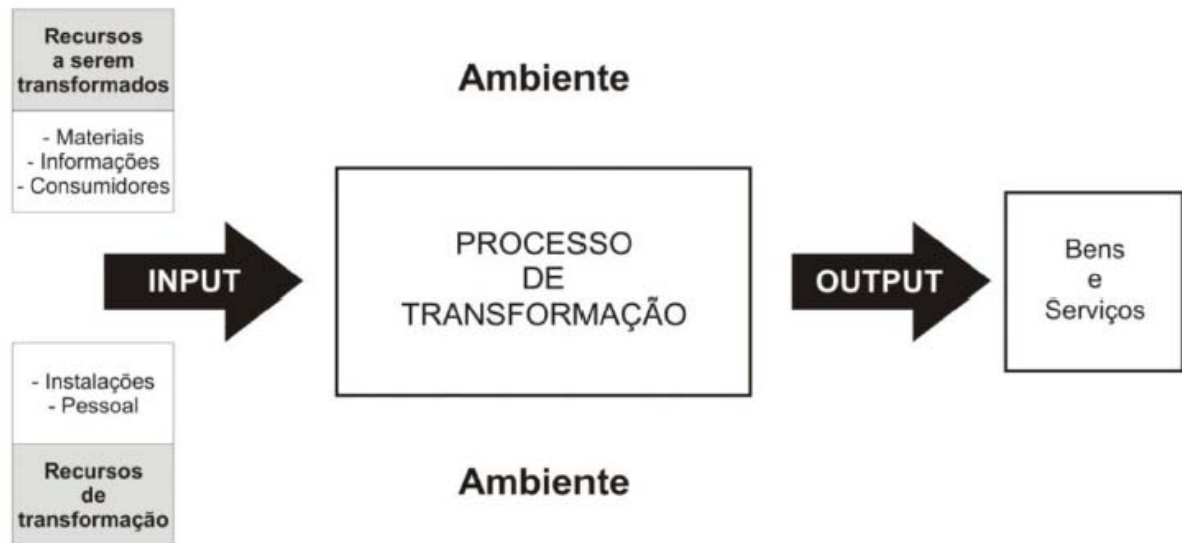 Recursos
a serem
transformados
- Materiais
- Informações
- Consumidores
Ambiente
INPUT
PROCESSO
DE
TRANSFORMAÇÃO
OUTPUT
Bens
e
Serviços
- Instalações
- Pessoal
Recursos
de
transformação
Ambiente